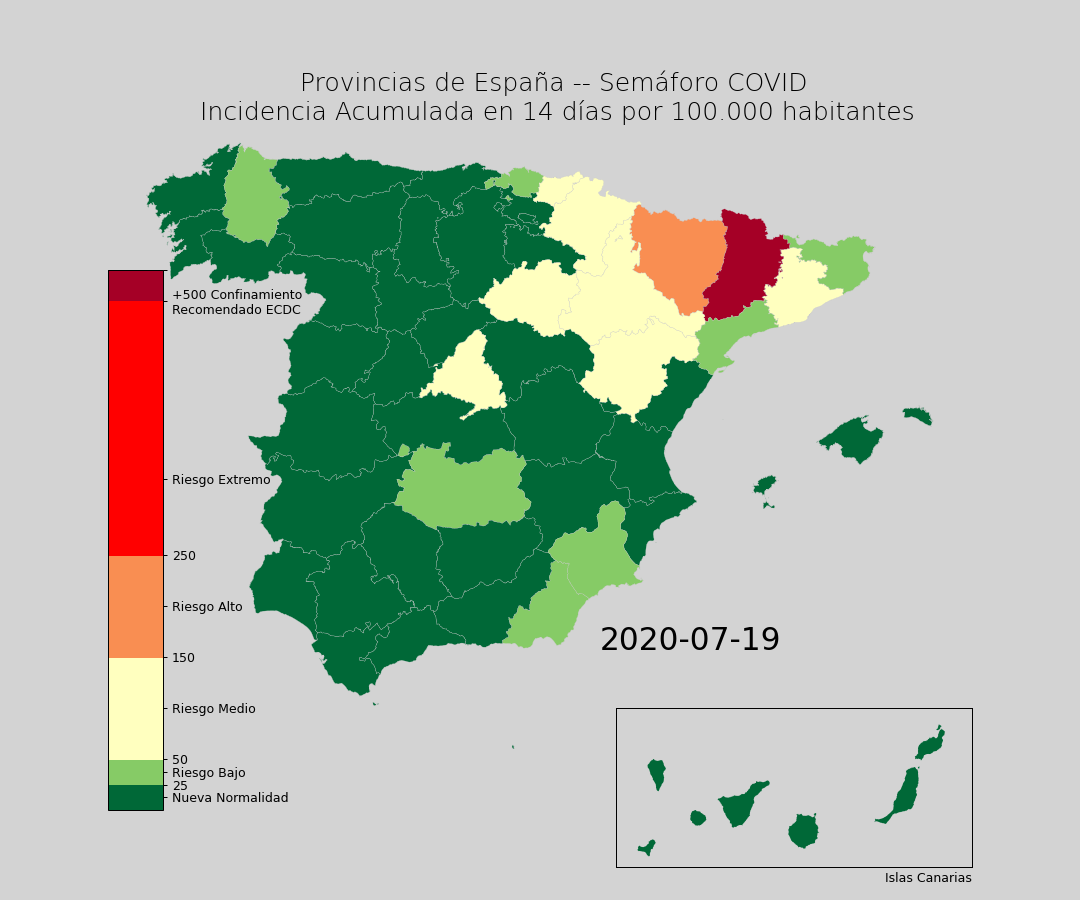 Provincias de España -- Semáforo COVID
Incidencia Acumulada en 14 días por 100.000 habitantes
+500 Confinamiento
Recomendado ECDC
Riesgo Extremo
250
Riesgo Alto
150
Riesgo Medio
50
Riesgo Bajo
25
Nueva Normalidad
2020-07-19
Islas Canarias